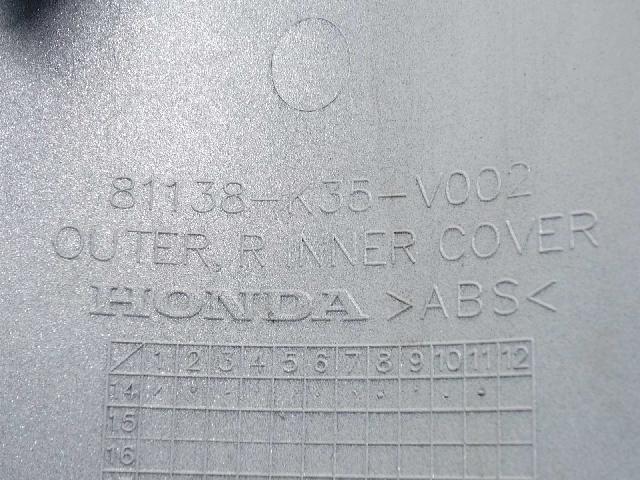 81138-K35-V002
OUTER, R INNER COVER
HONDA >ABS<
1 2 3 4 5 6 7 8 9 10 11 12
14
15
16